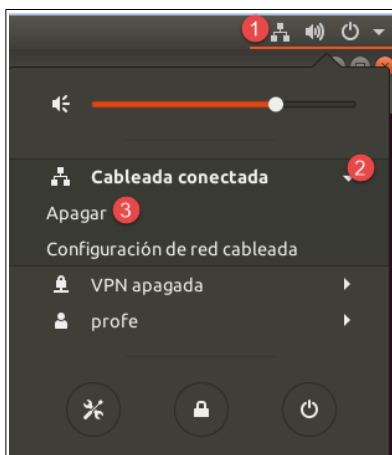 1
Cableada conectada 2
Apagar 3
Configuración de red cableada
VPN apagada
profe